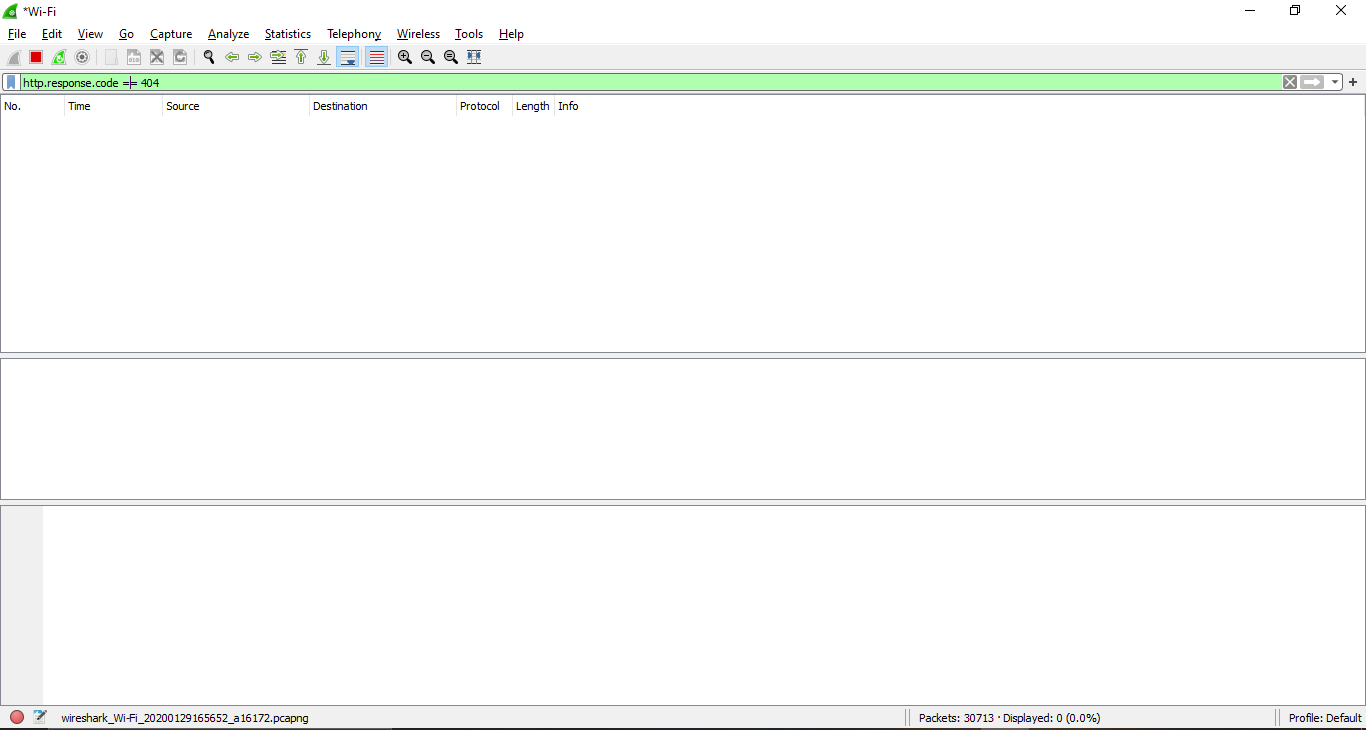 *Wi-Fi
File Edit View Go Capture Analyze Statistics Telephony Wireless Tools Help
http.response.code == 404
No. Time Source Destination Protocol Length Info
wireshark_Wi-Fi_20200129165652_a16172.pcapng Packets: 30713 · Displayed: 0 (0.0%) Profile: Default